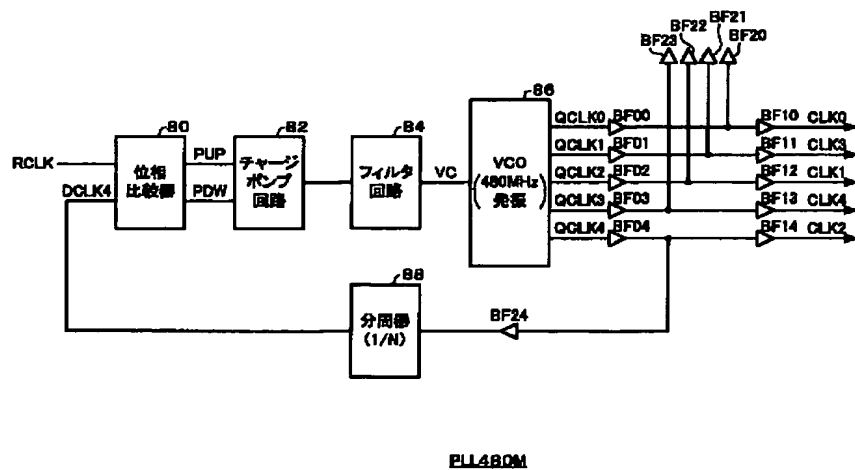 BF21
BF22
BF23
BF20
86
80
82
84
QCLK0
BF00
BF10
CLK0
RCLK
DCLK4
位相
比較器
PUP
PDW
チャージ
ポンプ
回路
フィルタ
回路
VC
VCO
(480MHz
発振)
QCLK1
BF01
BF11
CLK3
QCLK2
BF02
BF12
CLK1
QCLK3
BF03
BF13
CLK4
QCLK4
BF04
BF14
CLK2
88
分周器
(1/N)
BF24
PLL480M